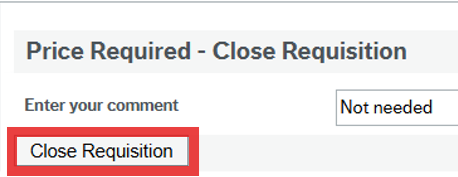 Price Required - Close Requisition
Enter your comment
Not needed
Close Requisition